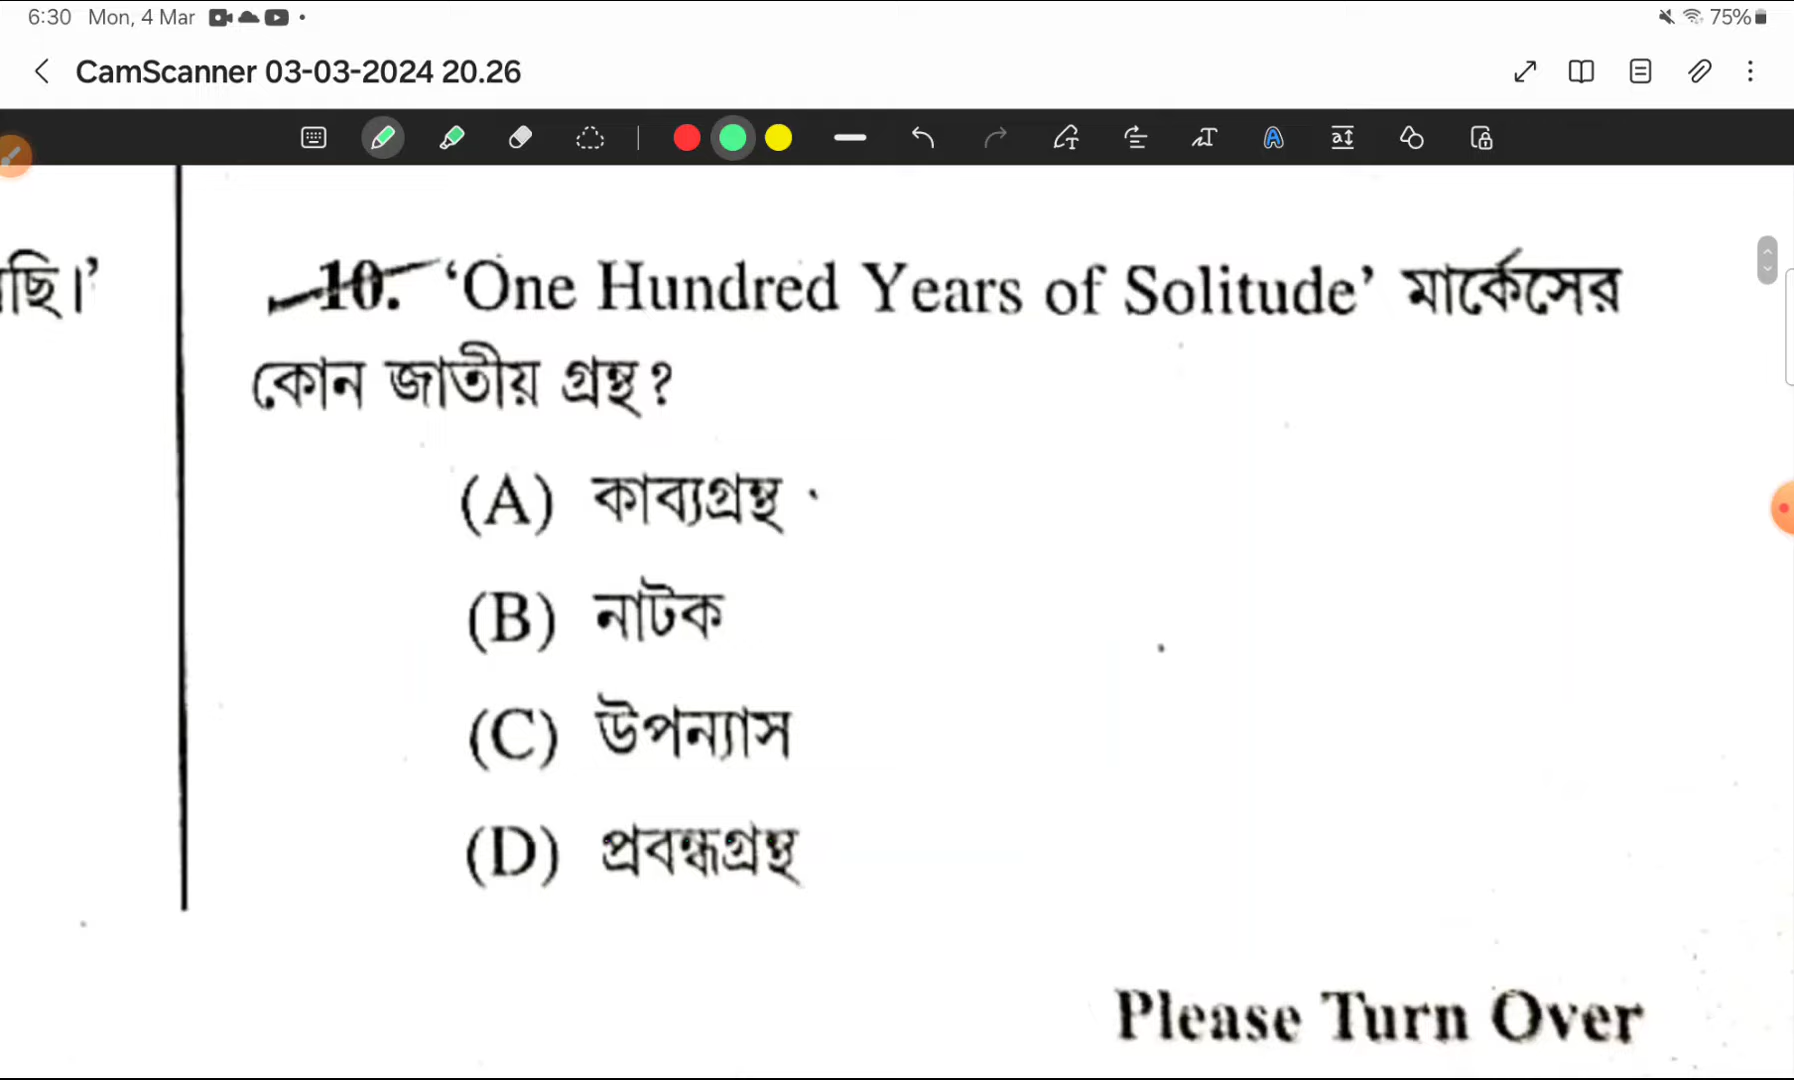 6:30 Mon, 4 Mar
75%
CamScanner 03-03-2024 20.26
ছি।’
10. ‘One Hundred Years of Solitude’ মার্কেসের
কোন জাতীয় গ্রন্থ?
(A) কাব্যগ্রন্থ
(B) নাটক
(C) উপন্যাস
(D) প্রবন্ধগ্রন্থ
Please Turn Over